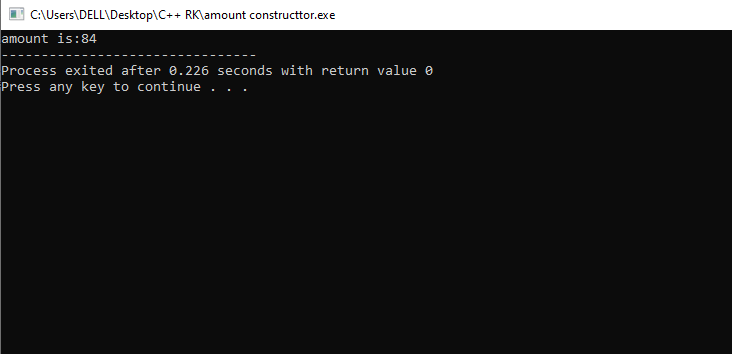 C:\Users\DELL\Desktop\C++ RK\amount constructtor.exe
amount is:84
--------------------------------
Process exited after 0.226 seconds with return value 0
Press any key to continue . . .